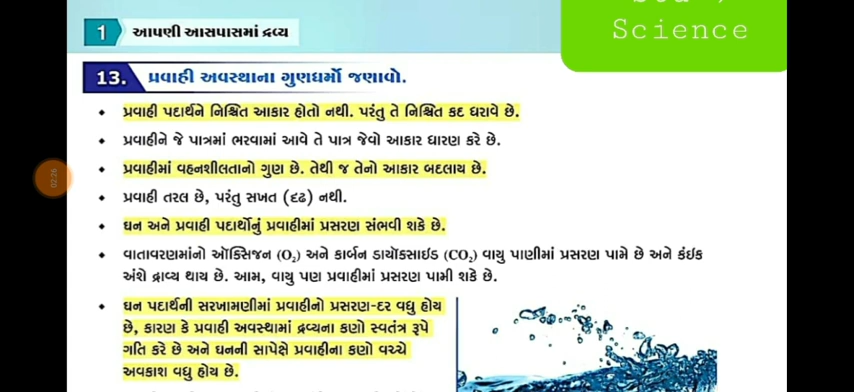 Science
1 આપણી આસપાસમાં દ્રવ્ય
13. પ્રવાહી અવસ્થાના ગુણધર્મો જણાવો.
• પ્રવાહી પદાર્થને નિશ્ચિત આકાર હોતો નથી. પરંતુ તે નિશ્ચિત કદ ધરાવે છે.
• પ્રવાહીને જે પાત્રમાં ભરવામાં આવે તે પાત્ર જેવો આકાર ધારણ કરે છે.
• પ્રવાહીમાં વહનશીલતાનો ગુણ છે. તેથી જ તેનો આકાર બદલાય છે.
• પ્રવાહી તરલ છે, પરંતુ સખત (દૃઢ) નથી.
• ઘન અને પ્રવાહી પદાર્થોનું પ્રવાહીમાં પ્રસરણ સંભવી શકે છે.
• વાતાવરણમાંનો ઑક્સિજન (O₂) અને કાર્બન ડાયૉક્સાઇડ (CO₂) વાયુ પાણીમાં પ્રસરણ પામે છે અને કંઈક
અંશે દ્રાવ્ય થાય છે. આમ, વાયુ પણ પ્રવાહીમાં પ્રસરણ પામી શકે છે.
• ઘન પદાર્થની સરખામણીમાં પ્રવાહીનો પ્રસરણ-દર વધુ હોય
છે, કારણ કે પ્રવાહી અવસ્થામાં દ્રવ્યના કણો સ્વતંત્ર રૂપે
ગતિ કરે છે અને ઘનની સાપેક્ષે પ્રવાહીના કણો વચ્ચે
અવકાશ વધુ હોય છે.
02:26